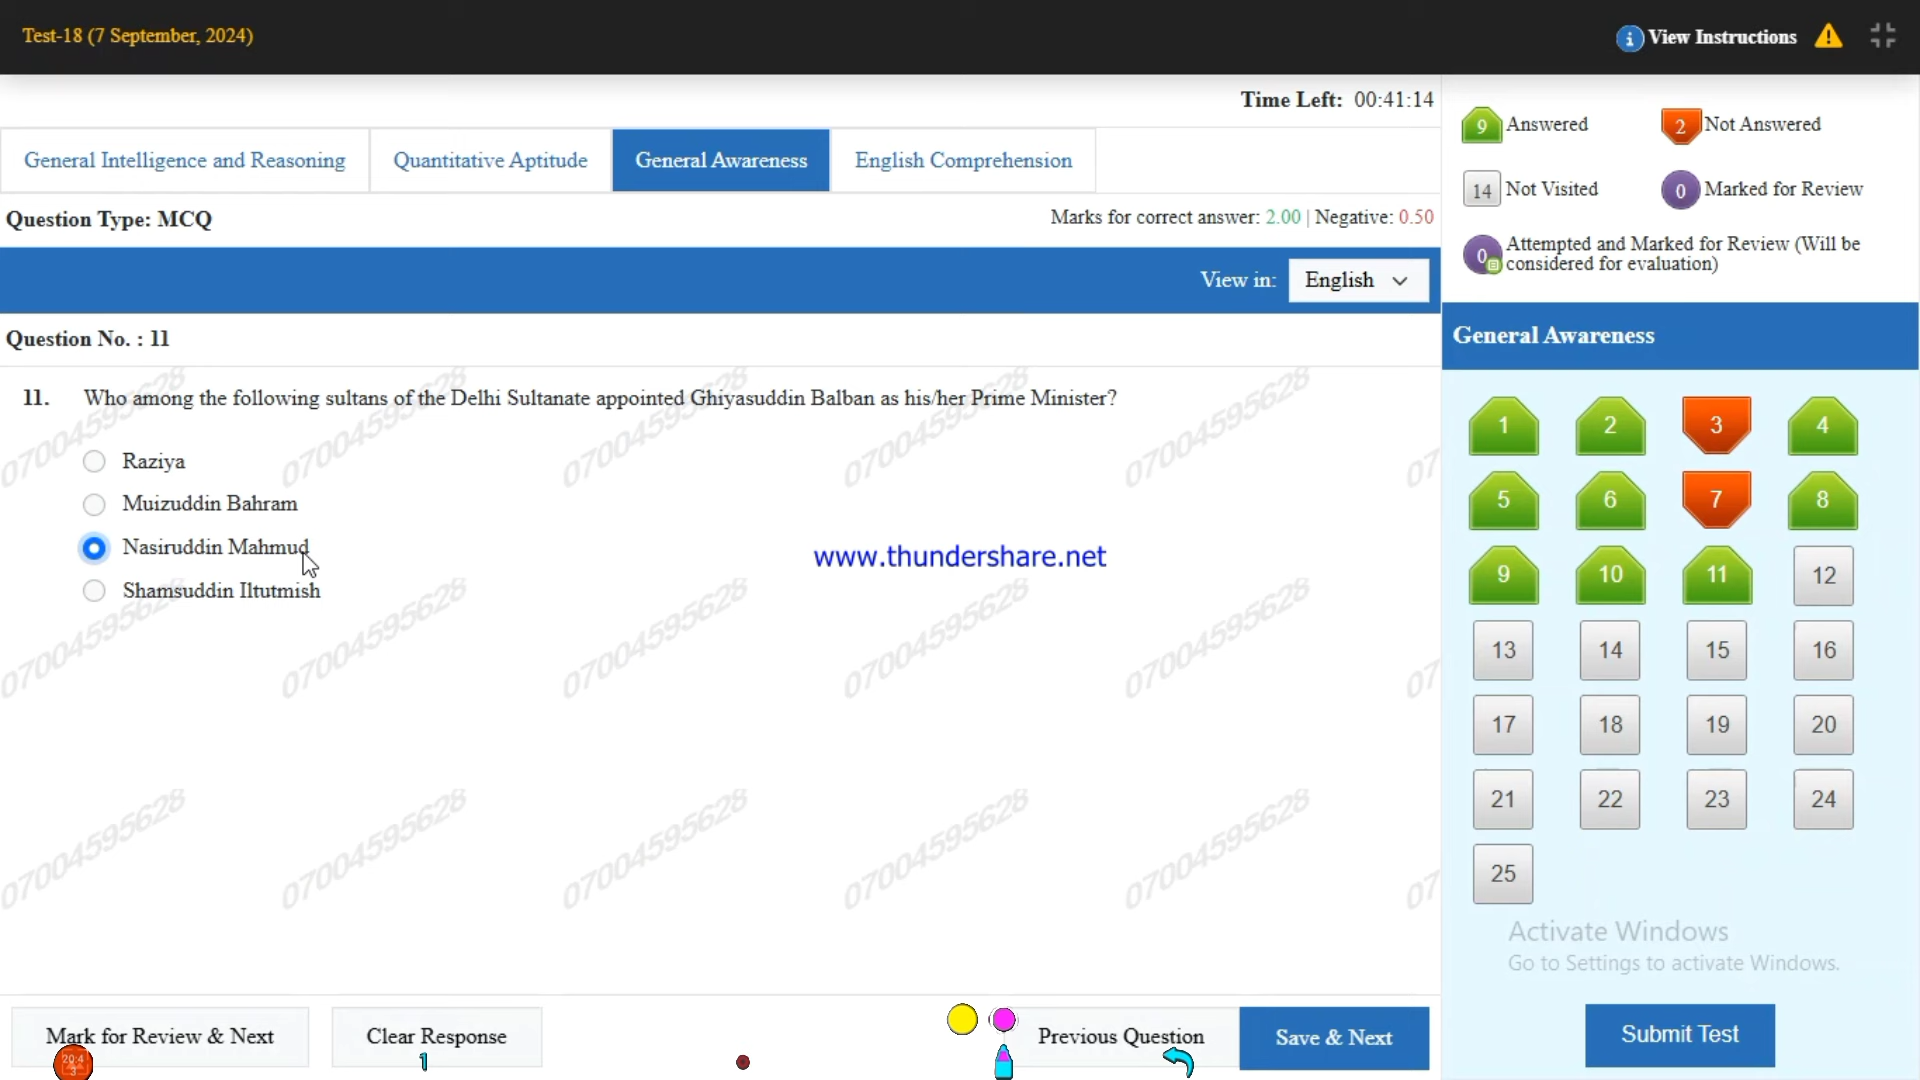 Test-18 (7 September, 2024)
View Instructions
Time Left: 00:41:14
General Intelligence and Reasoning
Quantitative Aptitude
General Awareness
English Comprehension
Question Type: MCQ
Marks for correct answer: 2.00 | Negative: 0.50
View in: English
Question No. : 11
11. Who among the following sultans of the Delhi Sultanate appointed Ghiyasuddin Balban as his/her Prime Minister?
Raziya
Muizuddin Bahram
Nasiruddin Mahmud
Shamsuddin Iltutmish
www.thundershare.net
07004595628
Mark for Review & Next
Clear Response
Previous Question
Save & Next
20:4
3
1
9 Answered
2 Not Answered
14 Not Visited
0 Marked for Review
0 Attempted and Marked for Review (Will be
considered for evaluation)
General Awareness
1 2 3 4
5 6 7 8
9 10 11 12
13 14 15 16
17 18 19 20
21 22 23 24
25
Activate Windows
Go to Settings to activate Windows.
Submit Test